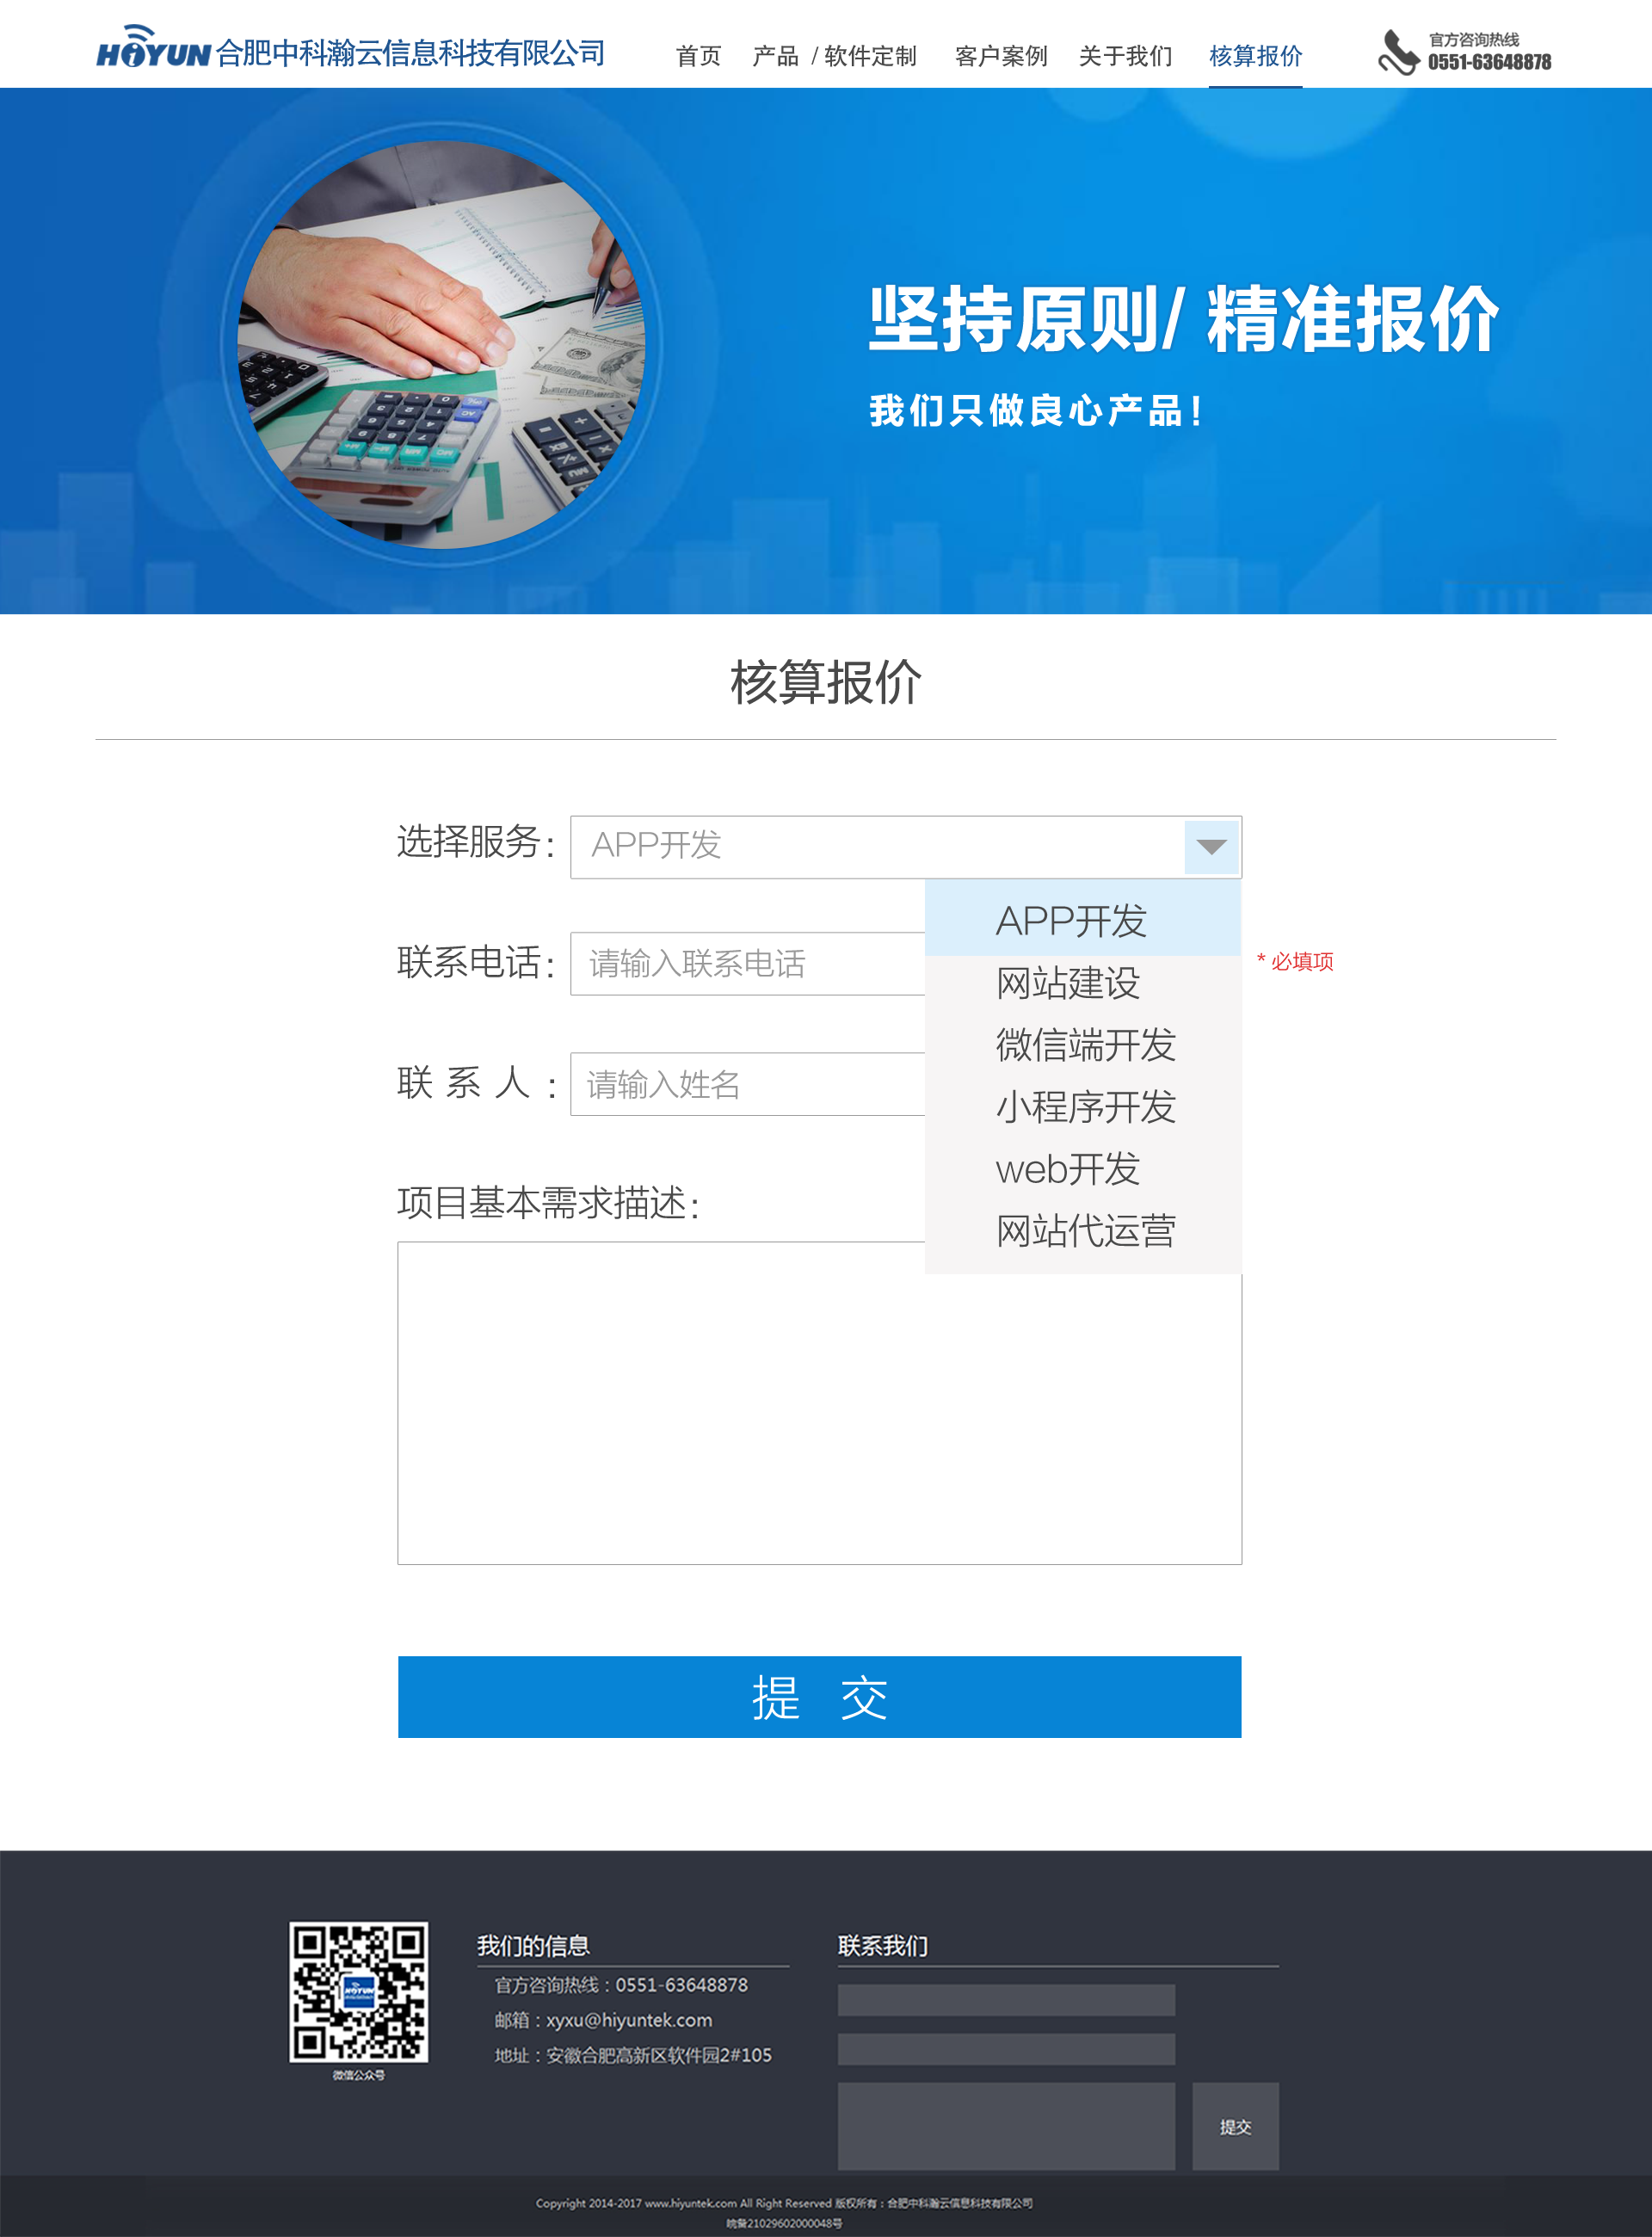 HiYUN 合肥中科瀚云信息科技有限公司
首页 产品 / 软件定制 客户案例 关于我们 核算报价
官方咨询热线
0551-63648878
坚持原则/ 精准报价
我们只做良心产品！
核算报价
选择服务： APP开发
APP开发
联系电话： 请输入联系电话
* 必填项
网站建设
微信端开发
联 系 人 ： 请输入姓名
小程序开发
web开发
项目基本需求描述：
网站代运营
提 交
我们的信息
官方咨询热线：0551-63648878
邮箱：xyxu@hiyuntek.com
地址：安徽合肥高新区软件园2#105
微信公众号
联系我们
提交
Copyright 2014-2017 www.hiyuntek.com All Right Reserved 版权所有：合肥中科瀚云信息科技有限公司
皖警21029602000048号